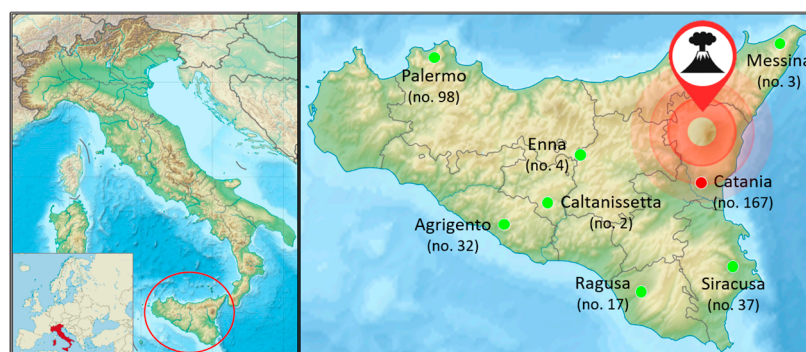 Palermo
(no. 98)
Messina
(no. 3)
Enna
(no. 4)
Catania
(no. 167)
Caltanissetta
(no. 2)
Agrigento
(no. 32)
Ragusa
(no. 17)
Siracusa
(no. 37)